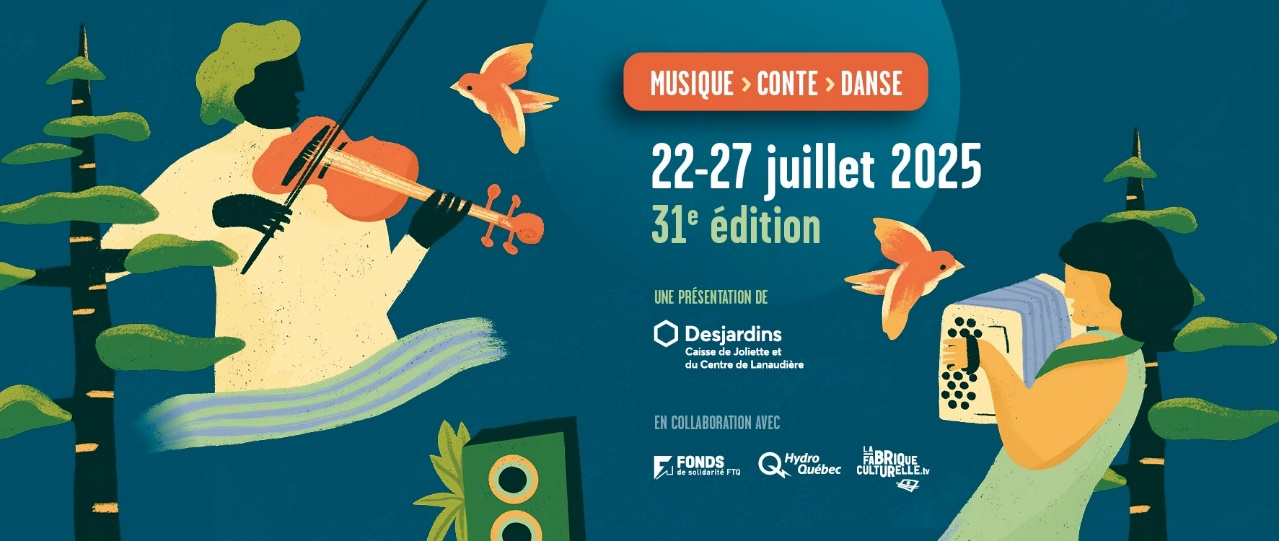 MUSIQUE > CONTE > DANSE
22-27 juillet 2025
31e édition
UNE PRÉSENTATION DE
Desjardins
Caisse de Joliette et
du Centre de Lanaudière
EN COLLABORATION AVEC
FONDS
de solidarité FTQ
Hydro
Québec
LA
FABRIQUE
CULTURELLE.tv